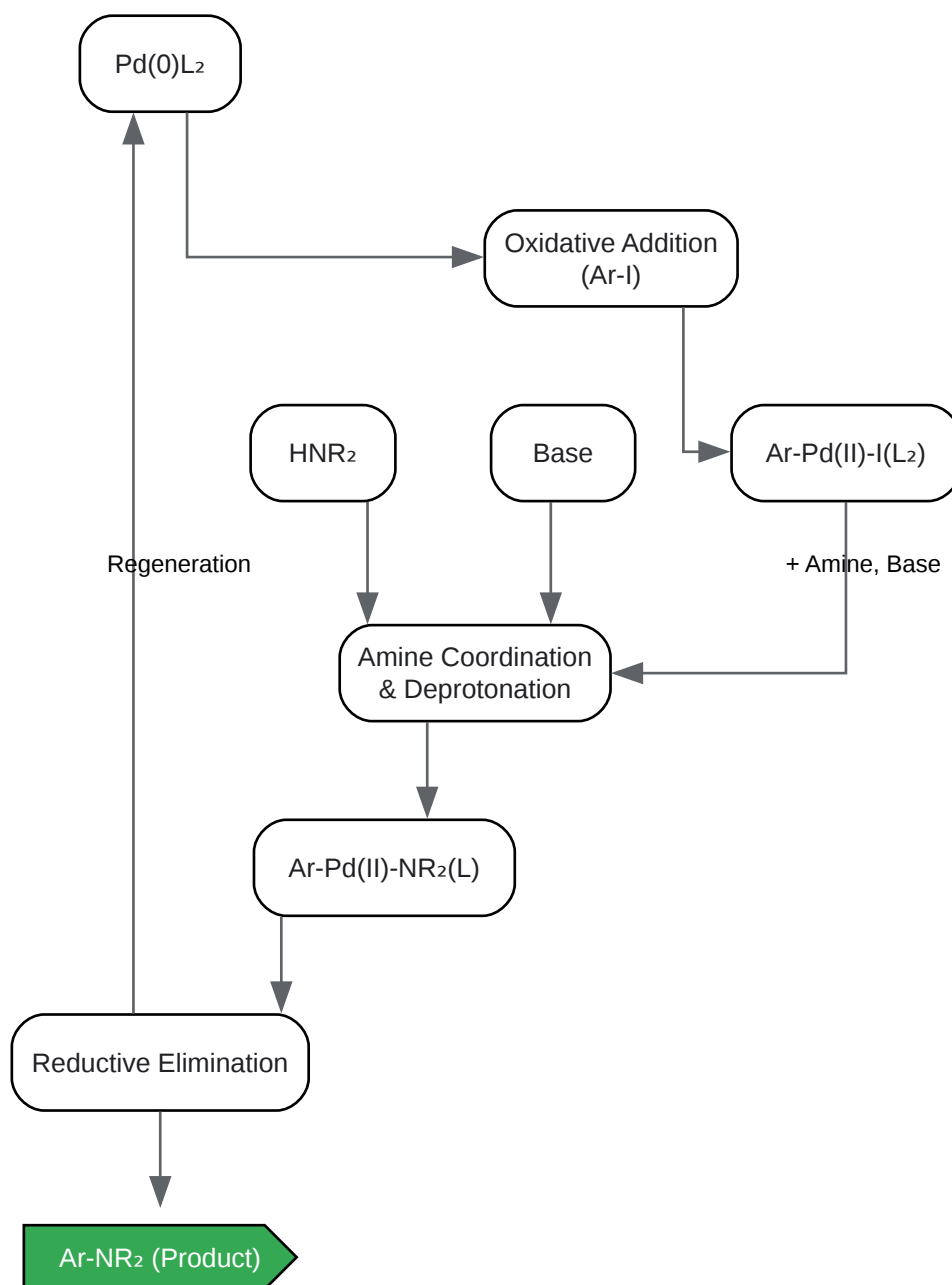 Pd(0)L₂
Oxidative Addition
(Ar-I)
HNR₂
Base
Ar-Pd(II)-I(L₂)
Regeneration
+ Amine, Base
Amine Coordination
& Deprotonation
Ar-Pd(II)-NR₂(L)
Reductive Elimination
Ar-NR₂ (Product)